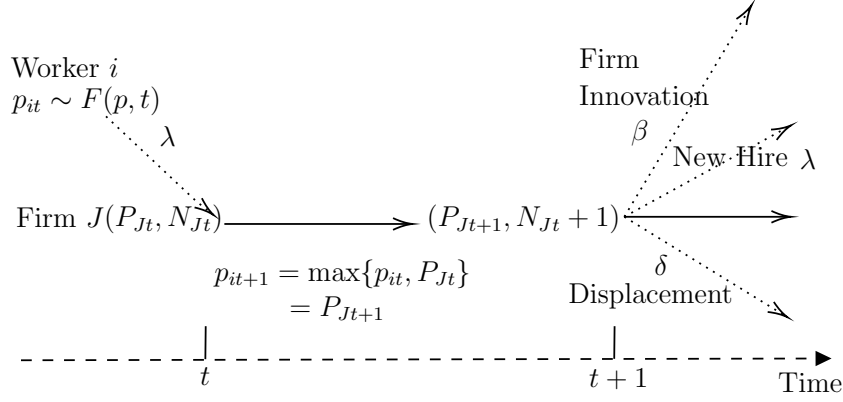 Worker i
p_{it} ∼ F(p, t)
λ
Firm J(P_{Jt}, N_{Jt})
(P_{Jt+1}, N_{Jt} + 1)
p_{it+1} = max{p_{it}, P_{Jt}}
= P_{Jt+1}
Firm
Innovation
β
New Hire λ
δ
Displacement
t
t + 1
Time